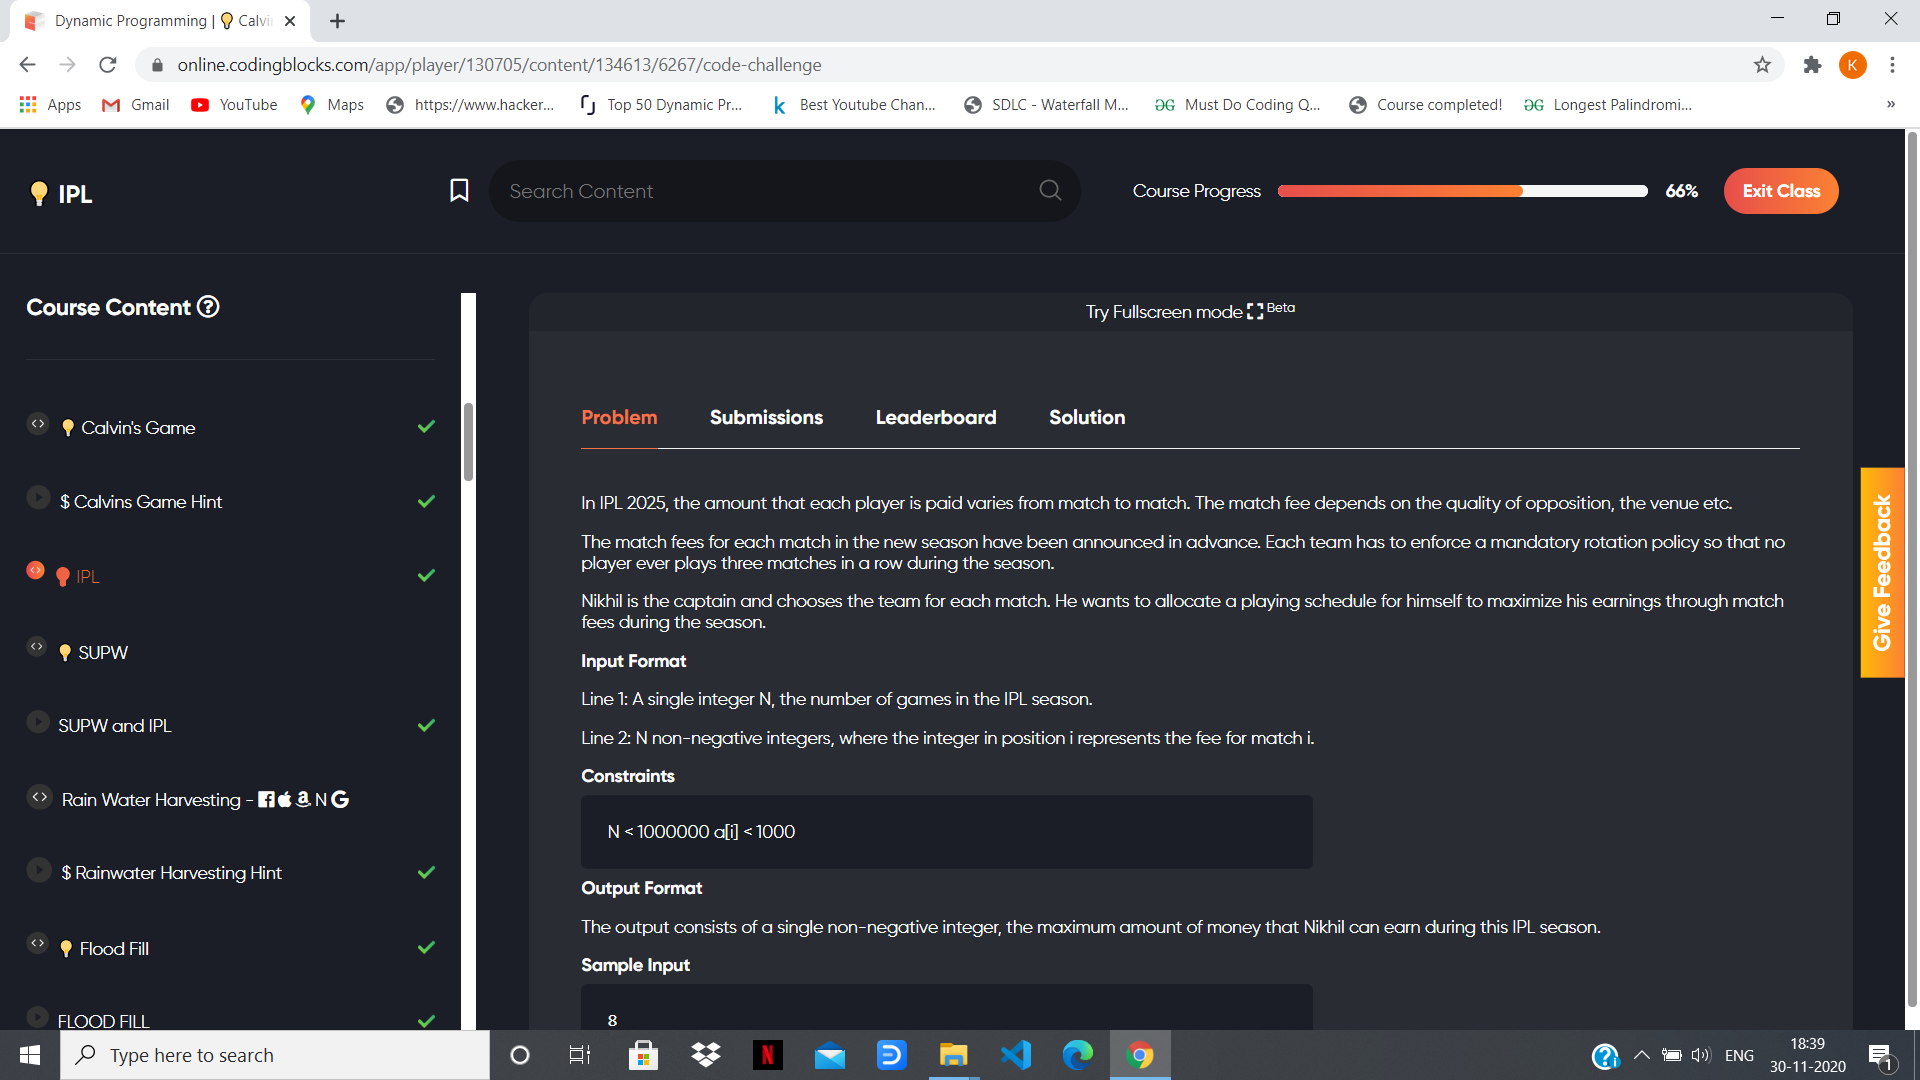 Dynamic Programming | Calvi
online.codingblocks.com/app/player/130705/content/134613/6267/code-challenge
K
Apps Gmail YouTube Maps https://www.hacker... Top 50 Dynamic Pr... Best Youtube Chan... SDLC - Waterfall M... Must Do Coding Q... Course completed! Longest Palindromi... »
IPL
Search Content
Course Progress 66% Exit Class
Course Content
Calvin's Game
$ Calvins Game Hint
IPL
SUPW
SUPW and IPL
Rain Water Harvesting - N
$ Rainwater Harvesting Hint
Flood Fill
FLOOD FILL
Try Fullscreen mode Beta
Problem Submissions Leaderboard Solution
In IPL 2025, the amount that each player is paid varies from match to match. The match fee depends on the quality of opposition, the venue etc.
The match fees for each match in the new season have been announced in advance. Each team has to enforce a mandatory rotation policy so that no
player ever plays three matches in a row during the season.
Nikhil is the captain and chooses the team for each match. He wants to allocate a playing schedule for himself to maximize his earnings through match
fees during the season.
Input Format
Line 1: A single integer N, the number of games in the IPL season.
Line 2: N non-negative integers, where the integer in position i represents the fee for match i.
Constraints
N < 1000000 a[i] < 1000
Output Format
The output consists of a single non-negative integer, the maximum amount of money that Nikhil can earn during this IPL season.
Sample Input
8
Give Feedback
Type here to search
ENG
18:39
30-11-2020
1